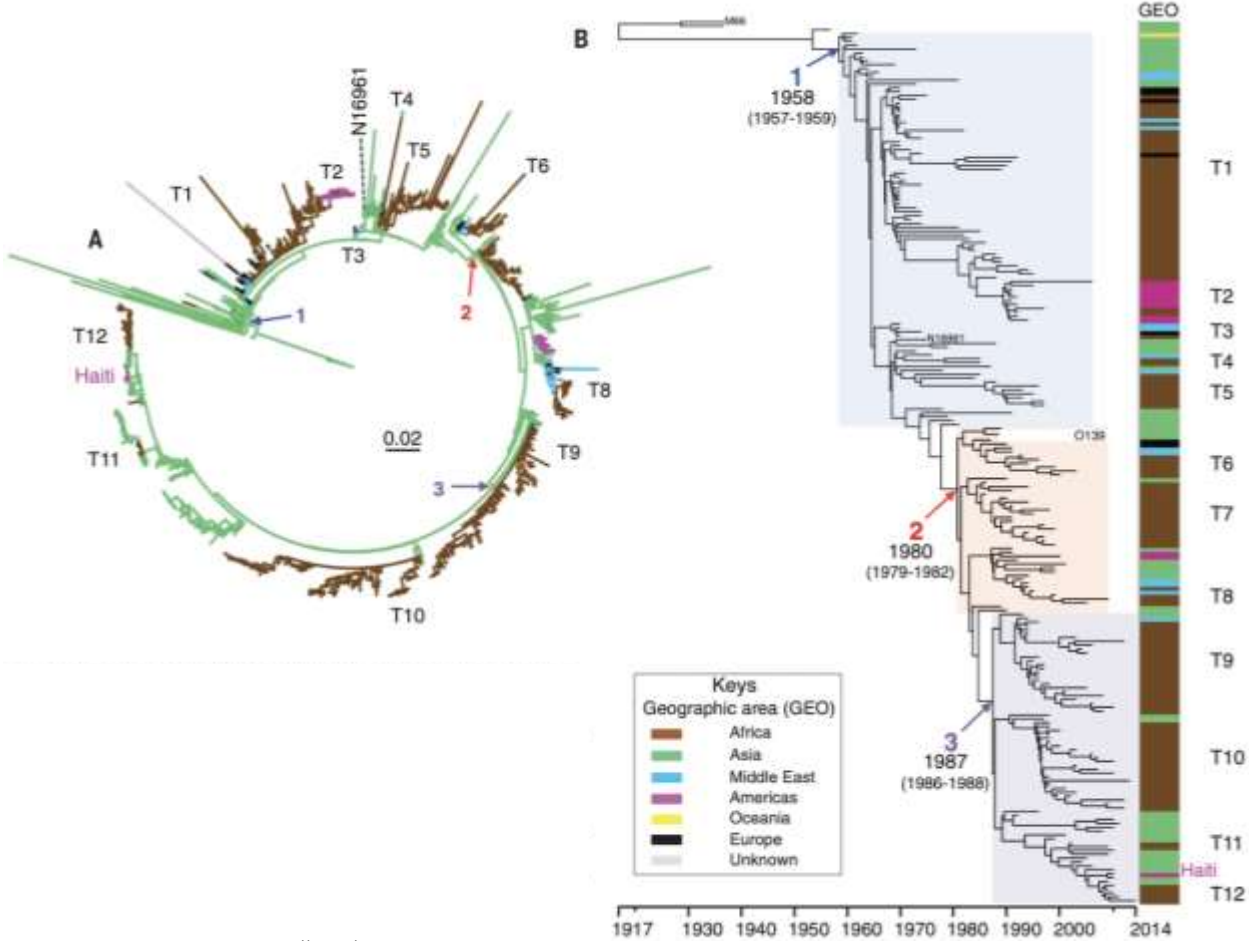 A
N16961
T1
T2
T3
T4
T5
T6
1
2
T12
Haiti
T8
0.02
T9
T11
3
T10
B
GEO
M66
1
1958
(1957-1959)
T1
T2
T3
N16961
T4
T5
O139
T6
2
1980
(1979-1982)
T7
T8
T9
3
1987
(1986-1988)
T10
T11
Haiti
T12
Keys
Geographic area (GEO)
Africa
Asia
Middle East
Americas
Oceania
Europe
Unknown
1917 1930 1940 1950 1960 1970 1980 1990 2000 2014